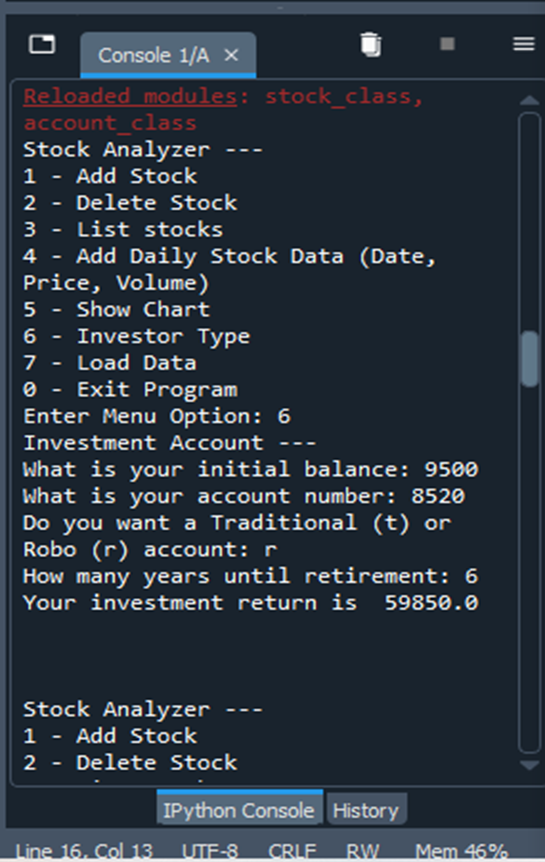 Console 1/A ×
Reloaded modules: stock_class,
account_class
Stock Analyzer ---
1 - Add Stock
2 - Delete Stock
3 - List stocks
4 - Add Daily Stock Data (Date,
Price, Volume)
5 - Show Chart
6 - Investor Type
7 - Load Data
0 - Exit Program
Enter Menu Option: 6
Investment Account ---
What is your initial balance: 9500
What is your account number: 8520
Do you want a Traditional (t) or
Robo (r) account: r
How many years until retirement: 6
Your investment return is  59850.0
Stock Analyzer ---
1 - Add Stock
2 - Delete Stock
IPython Console History
Line 16, Col 13 UTF-8 CRLF RW Mem 46%